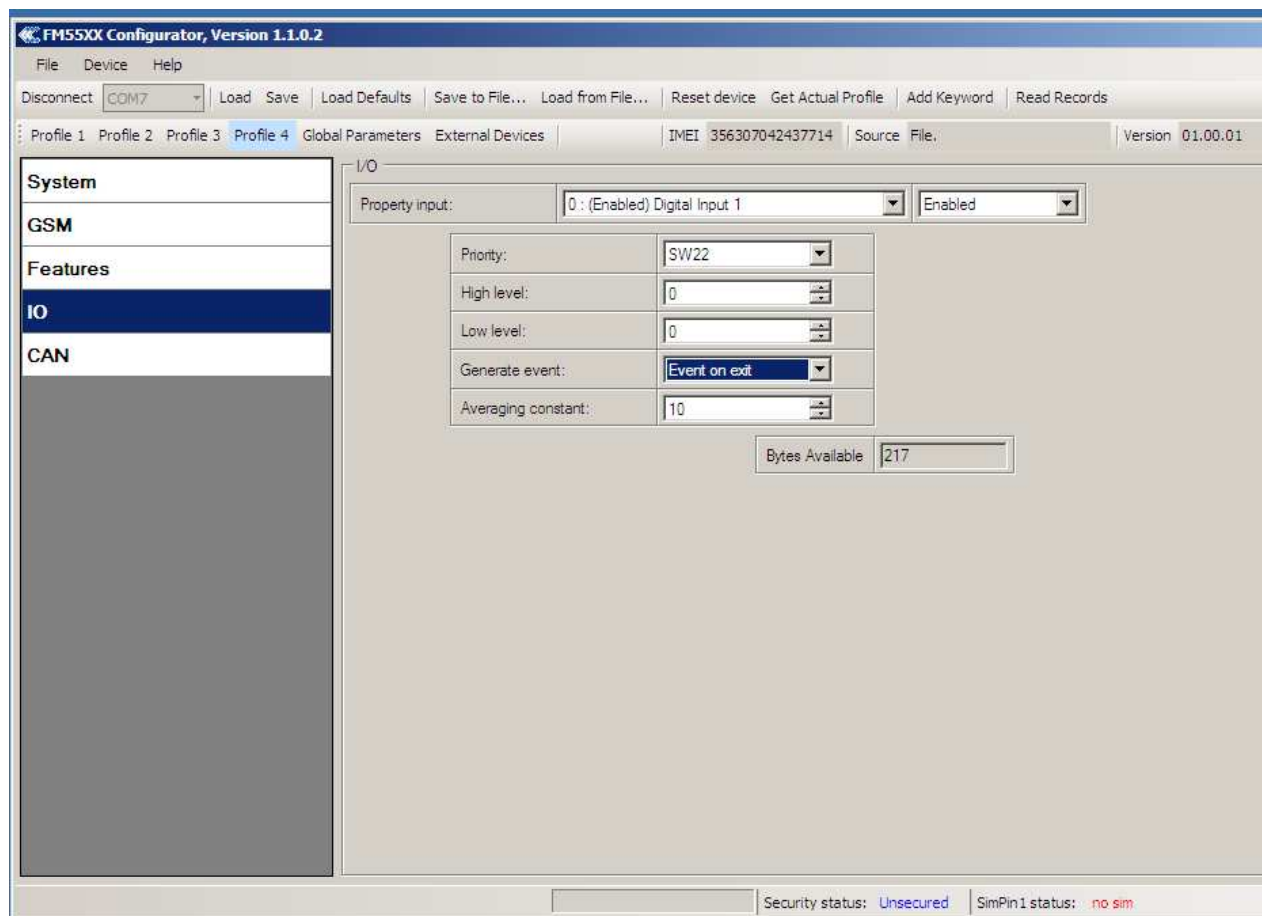 FM55XX Configurator, Version 1.1.0.2
File Device Help
Disconnect COM7 Load Save Load Defaults Save to File... Load from File... Reset device Get Actual Profile Add Keyword Read Records
Profile 1 Profile 2 Profile 3 Profile 4 Global Parameters External Devices IMEI 356307042437714 Source File. Version 01.00.01
System
GSM
Features
IO
CAN
I/O
Property input: 0 : (Enabled) Digital Input 1 Enabled
Priority: SW22
High level: 0
Low level: 0
Generate event: Event on exit
Averaging constant: 10
Bytes Available 217
Security status: Unsecured SimPin1 status: no sim